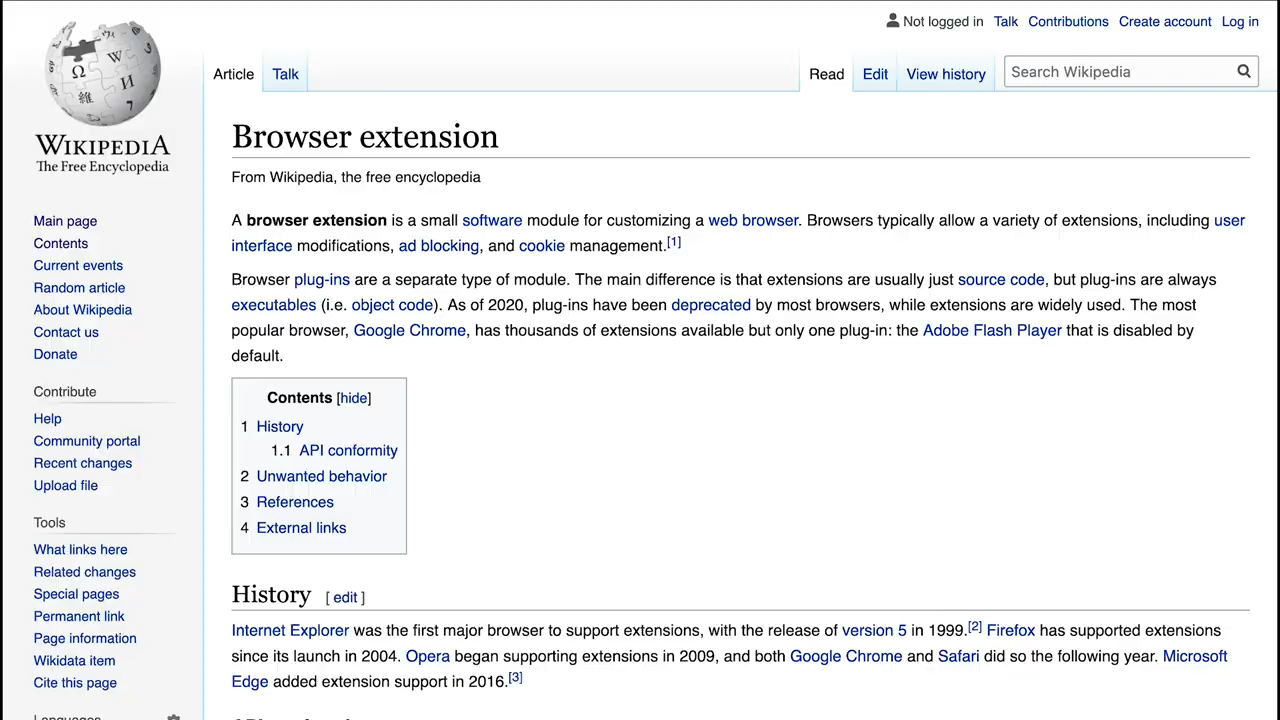 Not logged in Talk Contributions Create account Log in
Article Talk Read Edit View history Search Wikipedia
WIKIPEDIA
The Free Encyclopedia
Main page
Contents
Current events
Random article
About Wikipedia
Contact us
Donate
Contribute
Help
Community portal
Recent changes
Upload file
Tools
What links here
Related changes
Special pages
Permanent link
Page information
Wikidata item
Cite this page
Languages
Browser extension
From Wikipedia, the free encyclopedia
A browser extension is a small software module for customizing a web browser. Browsers typically allow a variety of extensions, including user
interface modifications, ad blocking, and cookie management.[1]
Browser plug-ins are a separate type of module. The main difference is that extensions are usually just source code, but plug-ins are always
executables (i.e. object code). As of 2020, plug-ins have been deprecated by most browsers, while extensions are widely used. The most
popular browser, Google Chrome, has thousands of extensions available but only one plug-in: the Adobe Flash Player that is disabled by
default.
Contents [hide]
1 History
1.1 API conformity
2 Unwanted behavior
3 References
4 External links
History [ edit ]
Internet Explorer was the first major browser to support extensions, with the release of version 5 in 1999.[2] Firefox has supported extensions
since its launch in 2004. Opera began supporting extensions in 2009, and both Google Chrome and Safari did so the following year. Microsoft
Edge added extension support in 2016.[3]